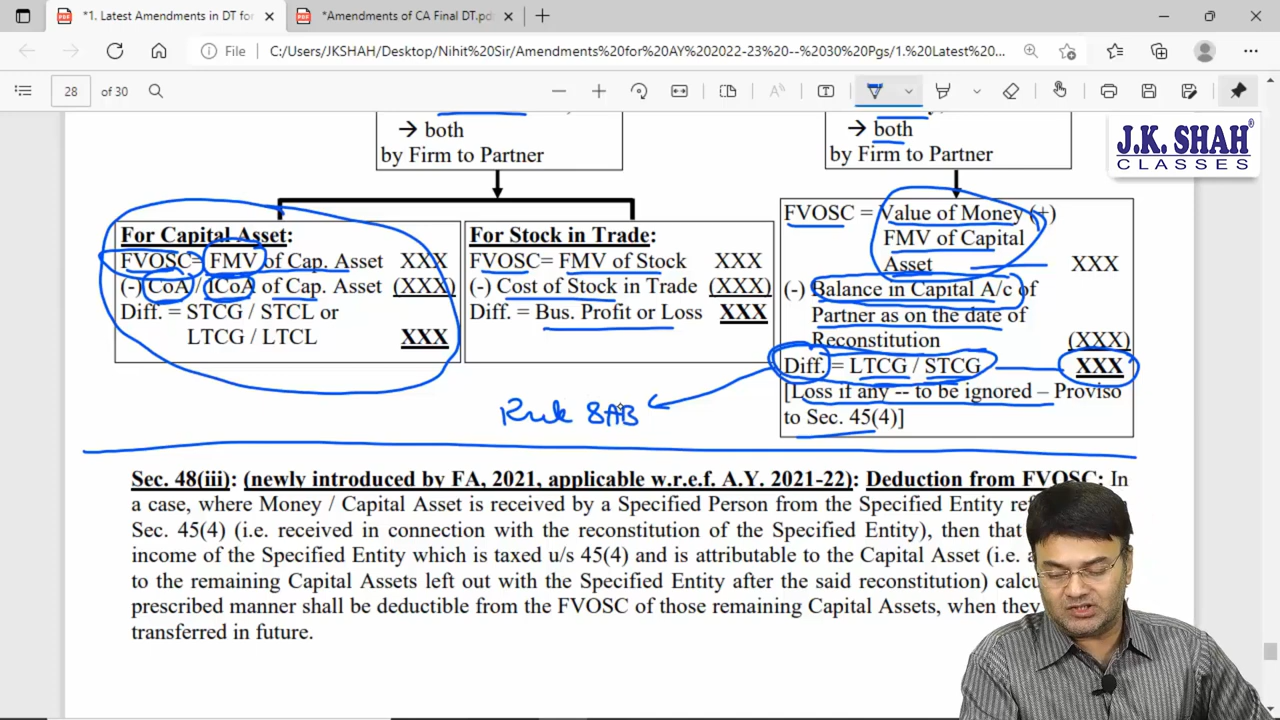 *1. Latest Amendments in DT for
*Amendments of CA Final DT.pd
File
C:/Users/JKSHAH/Desktop/Nihit%20Sir/Amendments%20for%20AY%202022-23%20--%2030%20Pgs/1.%20Latest%20...
28
of 30
→ both
by Firm to Partner
→ both
by Firm to Partner
J.K. SHAH®
CLASSES
For Capital Asset:
FVOSC= FMV of Cap. Asset XXX
(-) CoA / ICoA of Cap. Asset (XXX)
Diff. = STCG / STCL or
LTCG / LTCL XXX
For Stock in Trade:
FVOSC= FMV of Stock XXX
(-) Cost of Stock in Trade (XXX)
Diff. = Bus. Profit or Loss XXX
FVOSC = Value of Money (+)
FMV of Capital
Asset XXX
(-) Balance in Capital A/c of
Partner as on the date of
Reconstitution (XXX)
Diff. = LTCG / STCG XXX
[Loss if any -- to be ignored – Proviso
to Sec. 45(4)]
Rule 8AB
Sec. 48(iii): (newly introduced by FA, 2021, applicable w.r.e.f. A.Y. 2021-22): Deduction from FVOSC: In
a case, where Money / Capital Asset is received by a Specified Person from the Specified Entity
Sec. 45(4) (i.e. received in connection with the reconstitution of the Specified Entity), then that
income of the Specified Entity which is taxed u/s 45(4) and is attributable to the Capital Asset (i.e.
to the remaining Capital Assets left out with the Specified Entity after the said reconstitution)
prescribed manner shall be deductible from the FVOSC of those remaining Capital Assets, when they
transferred in future.